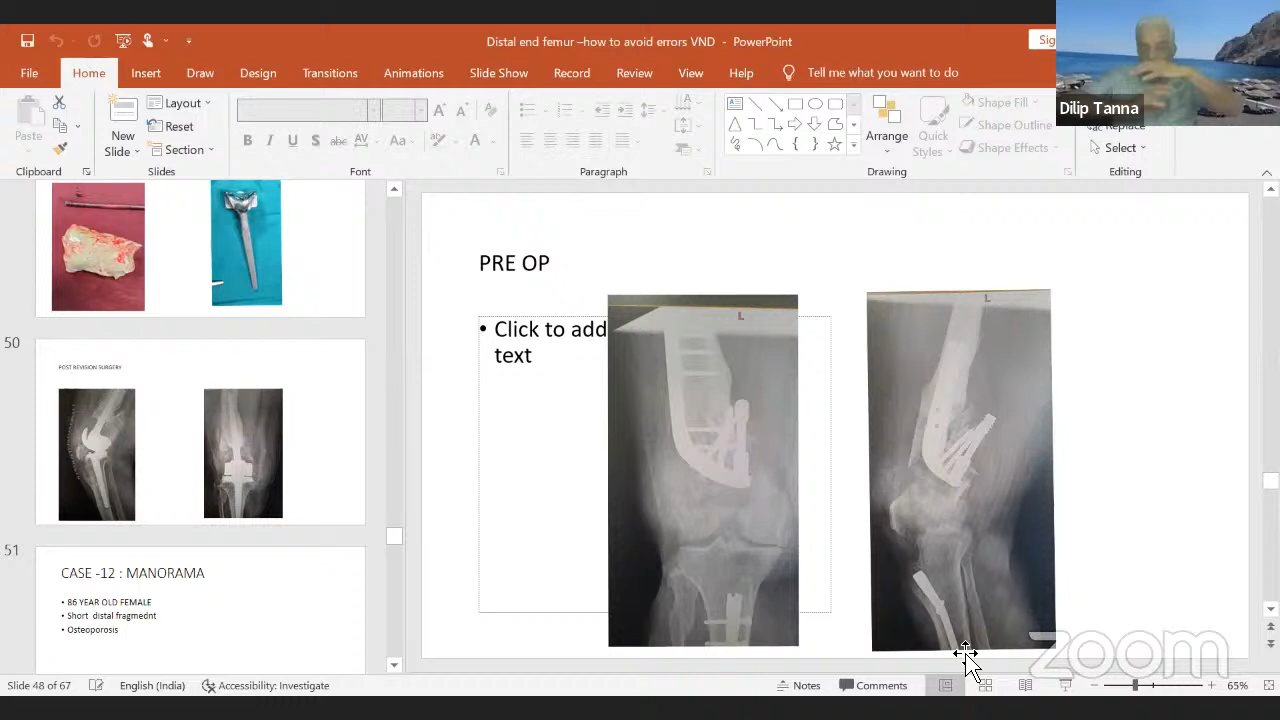 Distal end femur –how to avoid errors VND - PowerPoint
Dilip Tanna
File Home Insert Draw Design Transitions Animations Slide Show Record Review View Help Tell me what you want to do
Paste
New
Slide
Layout
Reset
Section
Arrange
Quick
Styles
Shape Fill
Shape Outline
Shape Effects
Replace
Select
B I U S abc AV Aa A
Clipboard Slides Font Paragraph Drawing Editing
50
POST REVISION SURGERY
51
CASE -12 : MANORAMA
• 86 YEAR OLD FEMALE
• Short distal fragmednt
• Osteoporosis
PRE OP
• Click to add
text
L
L
zoom
Slide 48 of 67 English (India) Accessibility: Investigate Notes Comments 65%